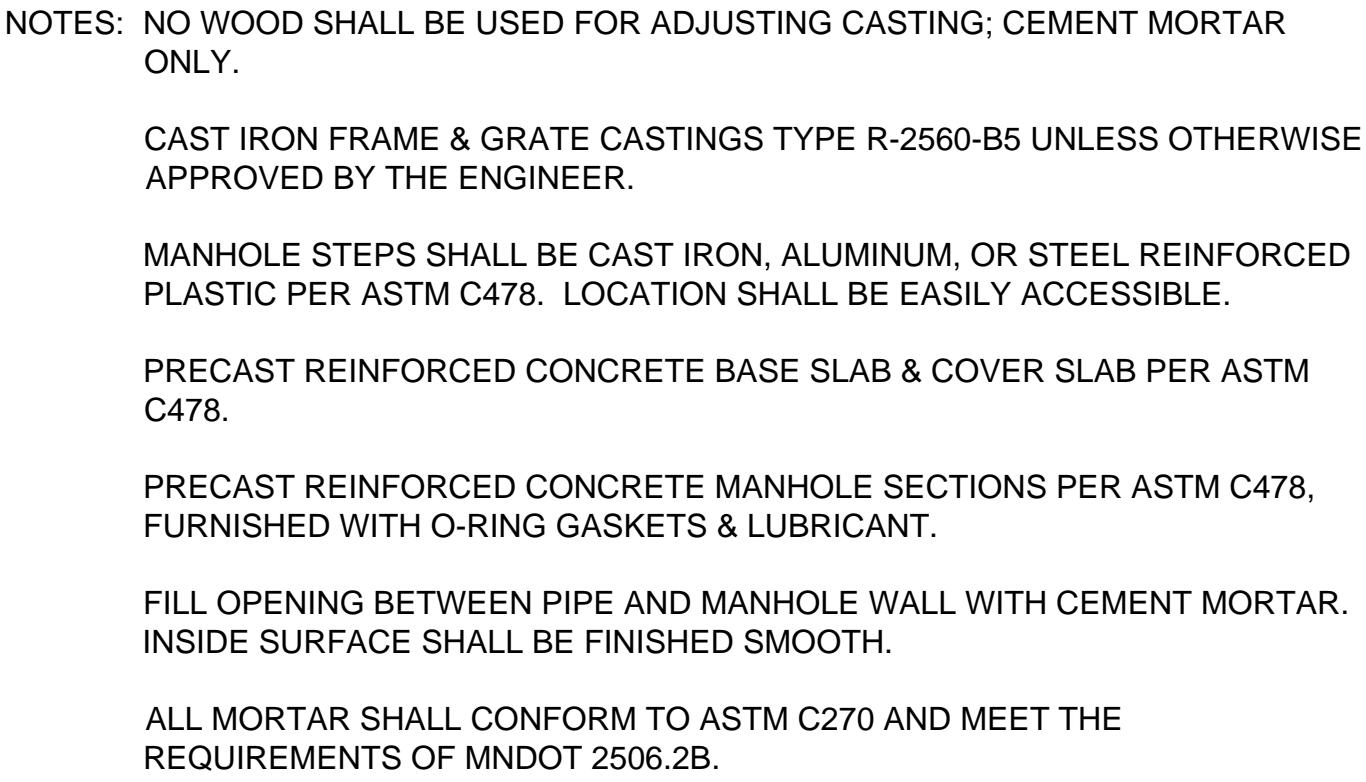 NOTES: NO WOOD SHALL BE USED FOR ADJUSTING CASTING; CEMENT MORTAR
ONLY.
CAST IRON FRAME & GRATE CASTINGS TYPE R-2560-B5 UNLESS OTHERWISE
APPROVED BY THE ENGINEER.
MANHOLE STEPS SHALL BE CAST IRON, ALUMINUM, OR STEEL REINFORCED
PLASTIC PER ASTM C478.  LOCATION SHALL BE EASILY ACCESSIBLE.
PRECAST REINFORCED CONCRETE BASE SLAB & COVER SLAB PER ASTM
C478.
PRECAST REINFORCED CONCRETE MANHOLE SECTIONS PER ASTM C478,
FURNISHED WITH O-RING GASKETS & LUBRICANT.
FILL OPENING BETWEEN PIPE AND MANHOLE WALL WITH CEMENT MORTAR.
INSIDE SURFACE SHALL BE FINISHED SMOOTH.
ALL MORTAR SHALL CONFORM TO ASTM C270 AND MEET THE
REQUIREMENTS OF MNDOT 2506.2B.